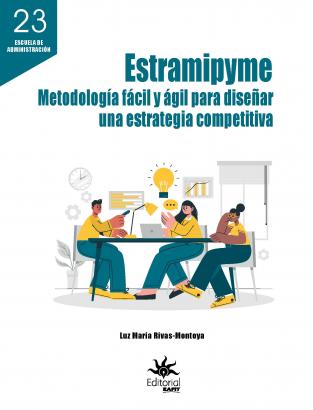 23
ESCUELA DE
ADMINISTRACIÓN
Estramipyme
Metodología fácil y ágil para diseñar
una estrategia competitiva
Luz María Rivas-Montoya
Editorial
EAFIT